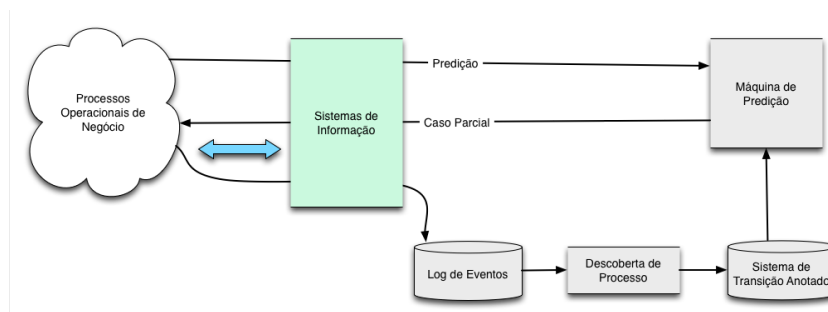 Predição
Processos
Operacionais de
Negócio
Sistemas de
Informação
Máquina de
Predição
Caso Parcial
Log de Eventos
Descoberta de
Processo
Sistema de
Transição Anotado